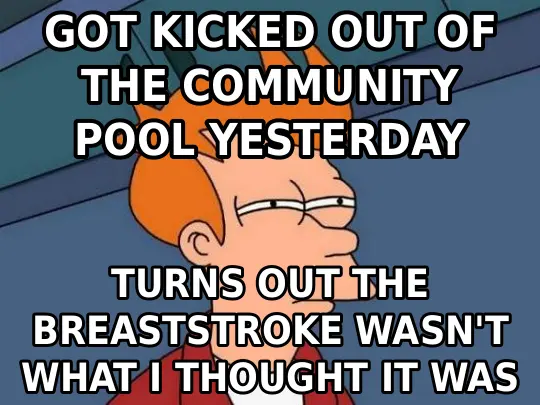 GOT KICKED OUT OF
THE COMMUNITY
POOL YESTERDAY
TURNS OUT THE
BREASTSTROKE WASN'T
WHAT I THOUGHT IT WAS